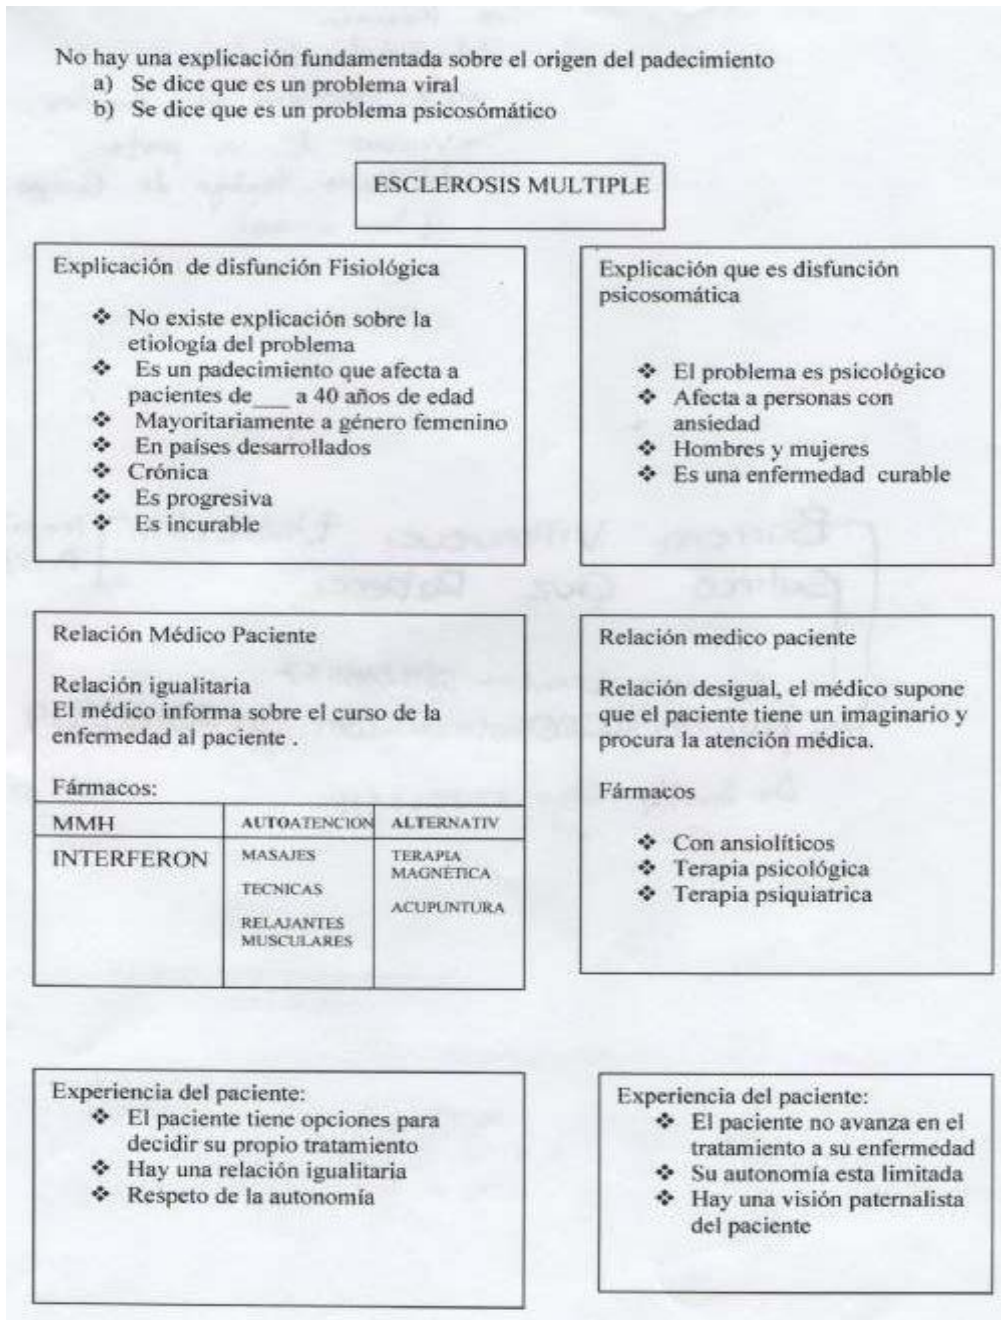 No hay una explicación fundamentada sobre el origen del padecimiento
a) Se dice que es un problema viral
b) Se dice que es un problema psicosómático
ESCLEROSIS MULTIPLE
Explicación de disfunción Fisiológica
❖ No existe explicación sobre la
etiología del problema
❖ Es un padecimiento que afecta a
pacientes de___ a 40 años de edad
❖ Mayoritariamente a género femenino
❖ En países desarrollados
❖ Crónica
❖ Es progresiva
❖ Es incurable
Explicación que es disfunción
psicosomática
❖ El problema es psicológico
❖ Afecta a personas con
ansiedad
❖ Hombres y mujeres
❖ Es una enfermedad curable
Relación Médico Paciente
Relación igualitaria
El médico informa sobre el curso de la
enfermedad al paciente .
Fármacos:
MMH AUTOATENCION ALTERNATIV
INTERFERON
MASAJES
TECNICAS
RELAJANTES
MUSCULARES
TERAPIA
MAGNÉTICA
ACUPUNTURA
Relación medico paciente
Relación desigual, el médico supone
que el paciente tiene un imaginario y
procura la atención médica.
Fármacos
❖ Con ansiolíticos
❖ Terapia psicológica
❖ Terapia psiquiatrica
Experiencia del paciente:
❖ El paciente tiene opciones para
decidir su propio tratamiento
❖ Hay una relación igualitaria
❖ Respeto de la autonomía
Experiencia del paciente:
❖ El paciente no avanza en el
tratamiento a su enfermedad
❖ Su autonomía esta limitada
❖ Hay una visión paternalista
del paciente